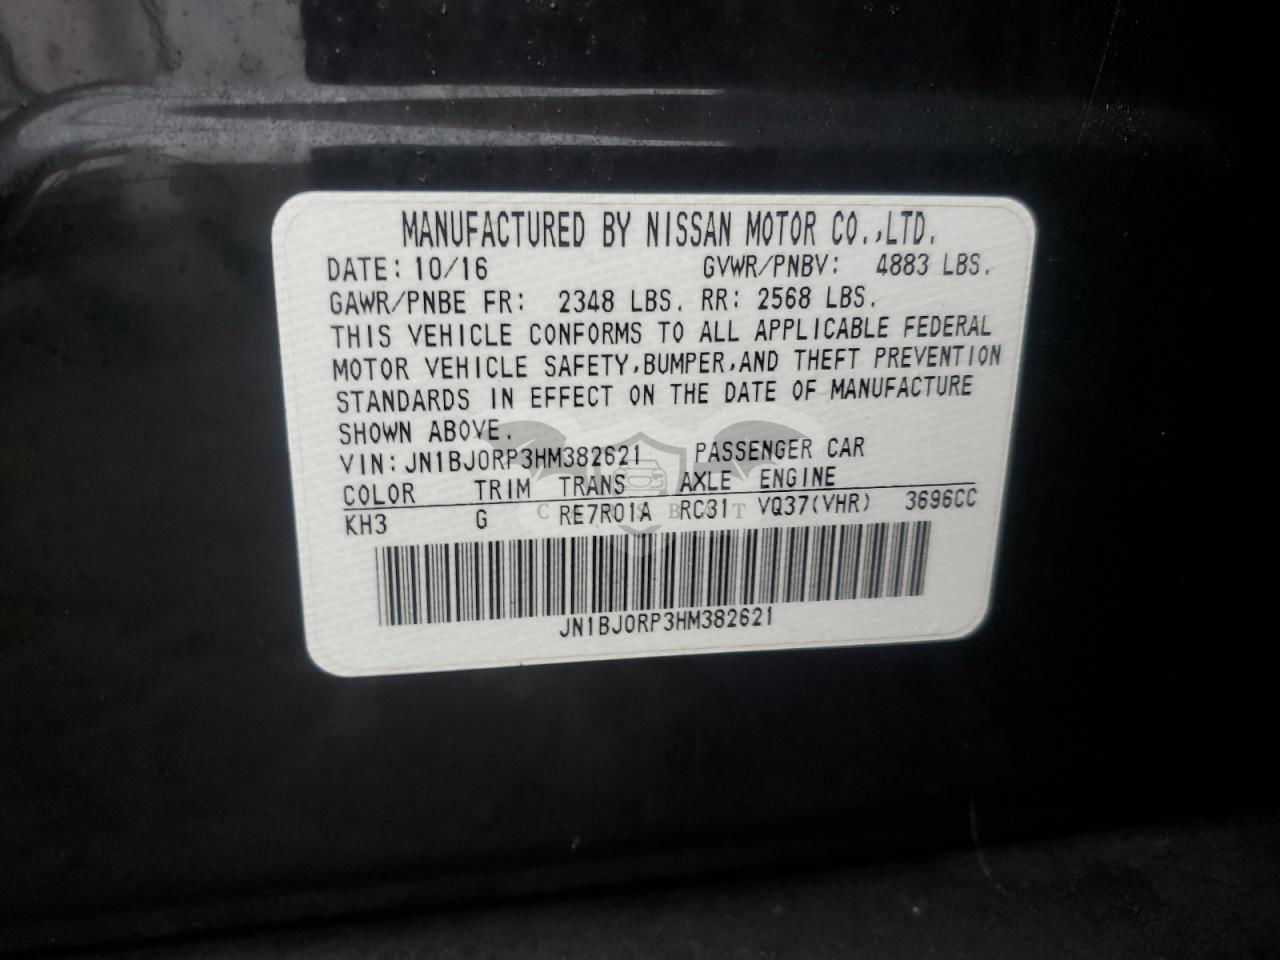 MANUFACTURED BY NISSAN MOTOR CO.,LTD.
DATE: 10/16 GVWR/PNBV: 4883 LBS.
GAWR/PNBE FR: 2348 LBS. RR: 2568 LBS.
THIS VEHICLE CONFORMS TO ALL APPLICABLE FEDERAL
MOTOR VEHICLE SAFETY,BUMPER,AND THEFT PREVENTION
STANDARDS IN EFFECT ON THE DATE OF MANUFACTURE
SHOWN ABOVE.
VIN: JN1BJ0RP3HM382621 PASSENGER CAR
COLOR TRIM TRANS AXLE ENGINE
KH3 G RE7R01A RC31 VQ37(VHR) 3696CC
JN1BJ0RP3HM382621